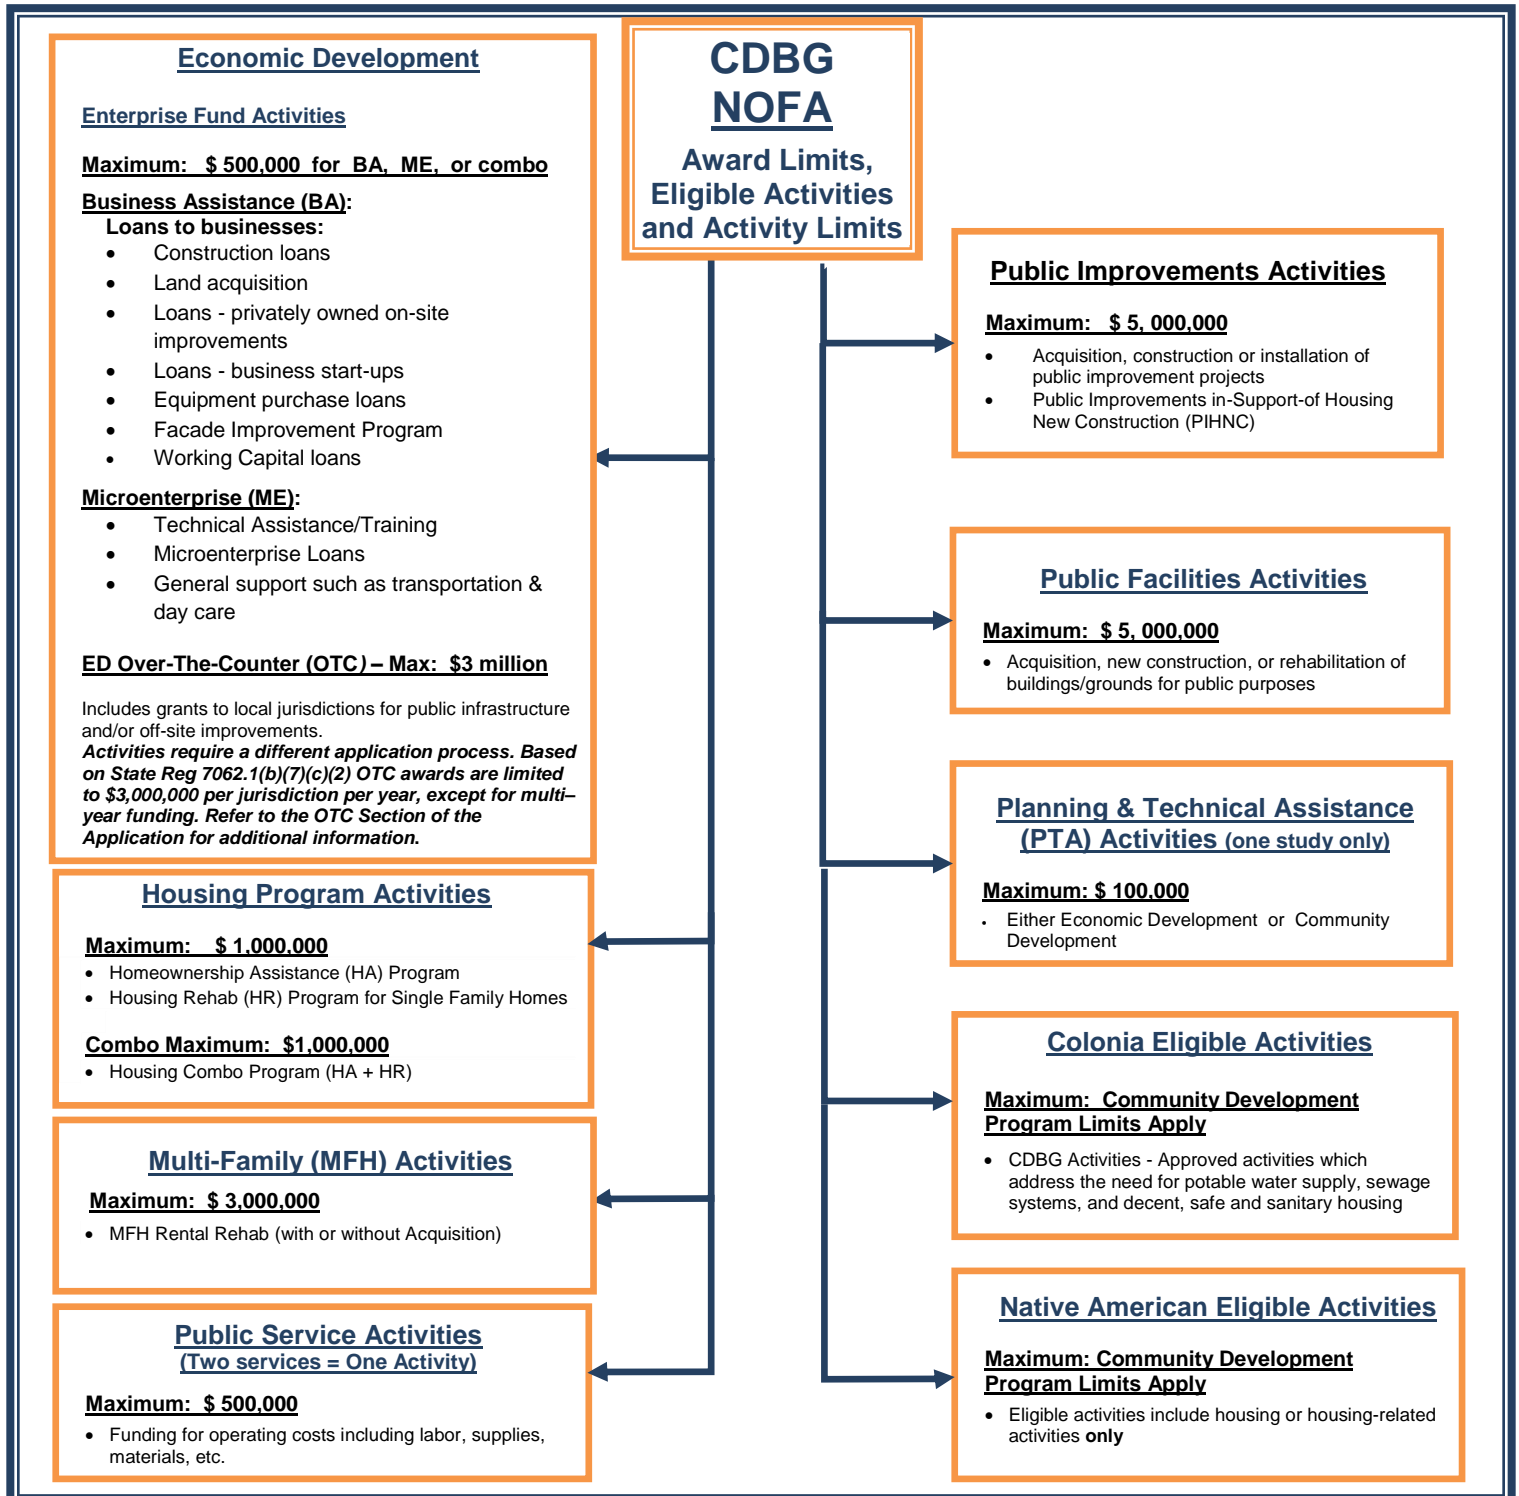 CDBG
NOFA
Award Limits,
Eligible Activities
and Activity Limits
Economic Development
Enterprise Fund Activities
Maximum: $ 500,000 for BA, ME, or combo
Business Assistance (BA):
Loans to businesses:
• Construction loans
• Land acquisition
• Loans - privately owned on-site
improvements
• Loans - business start-ups
• Equipment purchase loans
• Facade Improvement Program
• Working Capital loans
Microenterprise (ME):
• Technical Assistance/Training
• Microenterprise Loans
• General support such as transportation &
day care
ED Over-The-Counter (OTC) – Max: $3 million
Includes grants to local jurisdictions for public infrastructure
and/or off-site improvements.
Activities require a different application process. Based
on State Reg 7062.1(b)(7)(c)(2) OTC awards are limited
to $3,000,000 per jurisdiction per year, except for multi–
year funding. Refer to the OTC Section of the
Application for additional information.
Housing Program Activities
Maximum: $ 1,000,000
• Homeownership Assistance (HA) Program
• Housing Rehab (HR) Program for Single Family Homes
Combo Maximum: $1,000,000
• Housing Combo Program (HA + HR)
Multi-Family (MFH) Activities
Maximum: $ 3,000,000
• MFH Rental Rehab (with or without Acquisition)
Public Service Activities
(Two services = One Activity)
Maximum: $ 500,000
• Funding for operating costs including labor, supplies,
materials, etc.
Public Improvements Activities
Maximum: $ 5, 000,000
• Acquisition, construction or installation of
public improvement projects
• Public Improvements in-Support-of Housing
New Construction (PIHNC)
Public Facilities Activities
Maximum: $ 5, 000,000
• Acquisition, new construction, or rehabilitation of
buildings/grounds for public purposes
Planning & Technical Assistance
(PTA) Activities (one study only)
Maximum: $ 100,000
• Either Economic Development or Community
Development
Colonia Eligible Activities
Maximum: Community Development
Program Limits Apply
• CDBG Activities - Approved activities which
address the need for potable water supply, sewage
systems, and decent, safe and sanitary housing
Native American Eligible Activities
Maximum: Community Development
Program Limits Apply
• Eligible activities include housing or housing-related
activities only